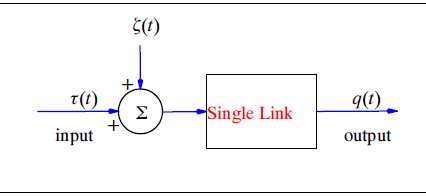 ζ(t)
+
τ(t)
Σ
Single Link
q(t)
+
input
output